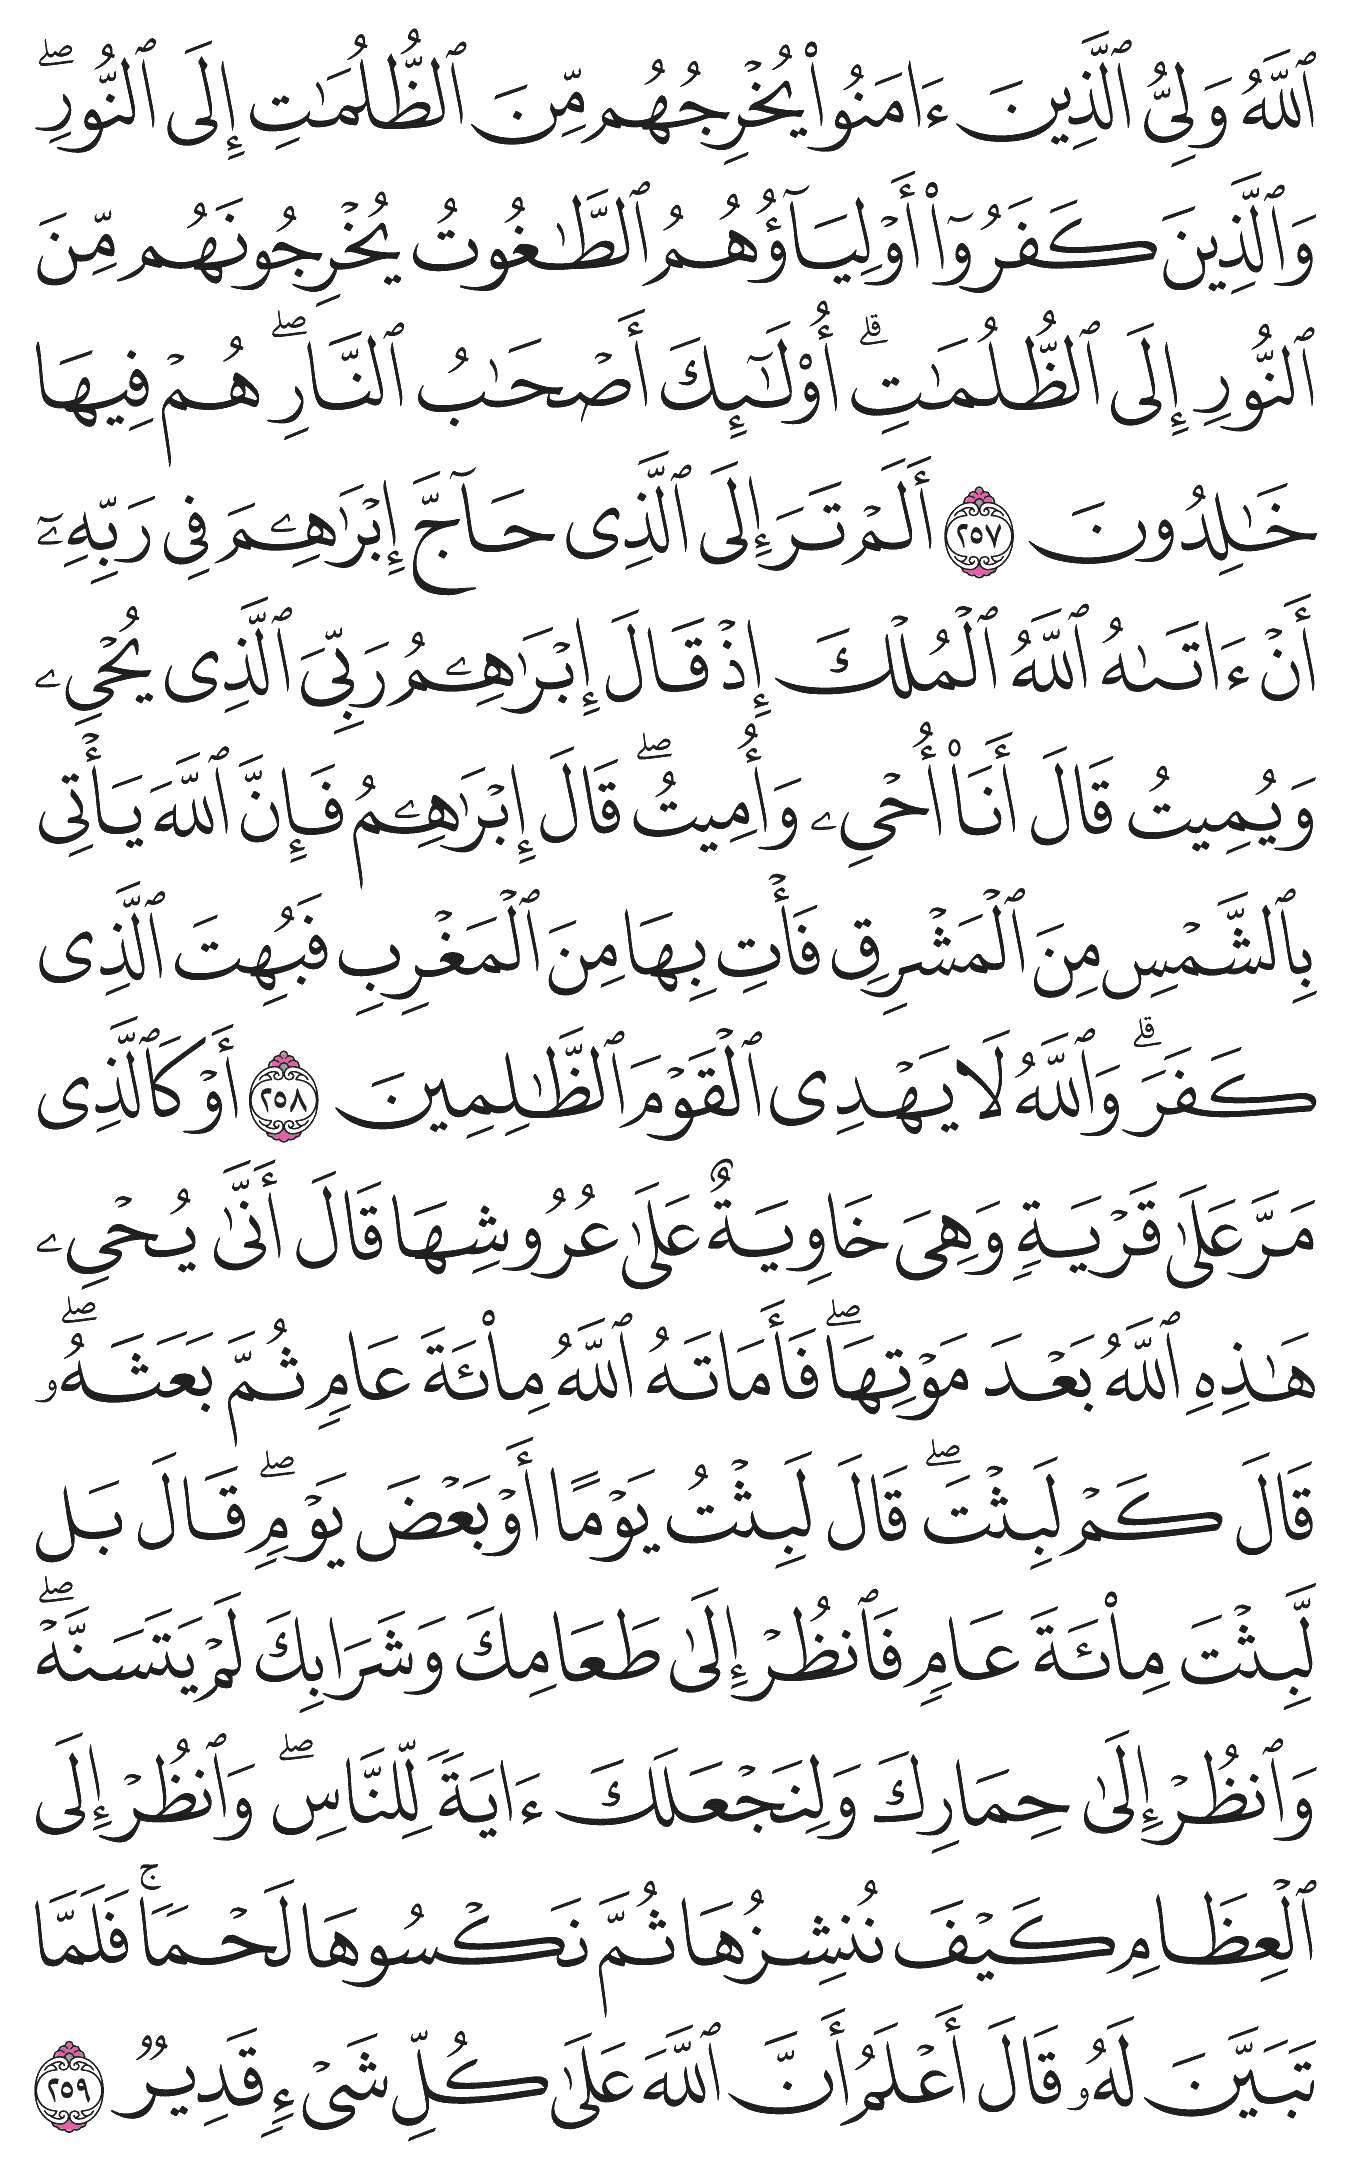 ٱللَّهُ وَلِىُّ ٱلَّذِينَ ءَامَنُوا۟ يُخْرِجُهُم مِّنَ ٱلظُّلُمَـٰتِ إِلَى ٱلنُّورِ ۖ
وَٱلَّذِينَ كَفَرُوٓا۟ أَوْلِيَآؤُهُمُ ٱلطَّـٰغُوتُ يُخْرِجُونَهُم مِّنَ
ٱلنُّورِ إِلَى ٱلظُّلُمَـٰتِ ۗ أُو۟لَـٰٓئِكَ أَصْحَـٰبُ ٱلنَّارِ ۖ هُمْ فِيهَا
خَـٰلِدُونَ ٢٥٧ أَلَمْ تَرَ إِلَى ٱلَّذِى حَآجَّ إِبْرَٰهِـۧمَ فِى رَبِّهِۦٓ
أَنْ ءَاتَىٰهُ ٱللَّهُ ٱلْمُلْكَ إِذْ قَالَ إِبْرَٰهِـۧمُ رَبِّىَ ٱلَّذِى يُحْىِۦ
وَيُمِيتُ قَالَ أَنَا۠ أُحْىِۦ وَأُمِيتُ ۖ قَالَ إِبْرَٰهِـۧمُ فَإِنَّ ٱللَّهَ يَأْتِى
بِٱلشَّمْسِ مِنَ ٱلْمَشْرِقِ فَأْتِ بِهَا مِنَ ٱلْمَغْرِبِ فَبُهِتَ ٱلَّذِى
كَفَرَ ۗ وَٱللَّهُ لَا يَهْدِى ٱلْقَوْمَ ٱلظَّـٰلِمِينَ ٢٥٨ أَوْ كَٱلَّذِى
مَرَّ عَلَىٰ قَرْيَةٍ وَهِىَ خَاوِيَةٌ عَلَىٰ عُرُوشِهَا قَالَ أَنَّىٰ يُحْىِۦ
هَـٰذِهِ ٱللَّهُ بَعْدَ مَوْتِهَا ۖ فَأَمَاتَهُ ٱللَّهُ مِا۟ئَةَ عَامٍ ثُمَّ بَعَثَهُۥ ۖ
قَالَ كَمْ لَبِثْتَ ۖ قَالَ لَبِثْتُ يَوْمًا أَوْ بَعْضَ يَوْمٍ ۖ قَالَ بَل
لَّبِثْتَ مِا۟ئَةَ عَامٍ فَٱنظُرْ إِلَىٰ طَعَامِكَ وَشَرَابِكَ لَمْ يَتَسَنَّهْ ۖ
وَٱنظُرْ إِلَىٰ حِمَارِكَ وَلِنَجْعَلَكَ ءَايَةً لِّلنَّاسِ ۖ وَٱنظُرْ إِلَى
ٱلْعِظَامِ كَيْفَ نُنشِزُهَا ثُمَّ نَكْسُوهَا لَحْمًا ۚ فَلَمَّا
تَبَيَّنَ لَهُۥ قَالَ أَعْلَمُ أَنَّ ٱللَّهَ عَلَىٰ كُلِّ شَىْءٍ قَدِيرٌ ٢٥٩